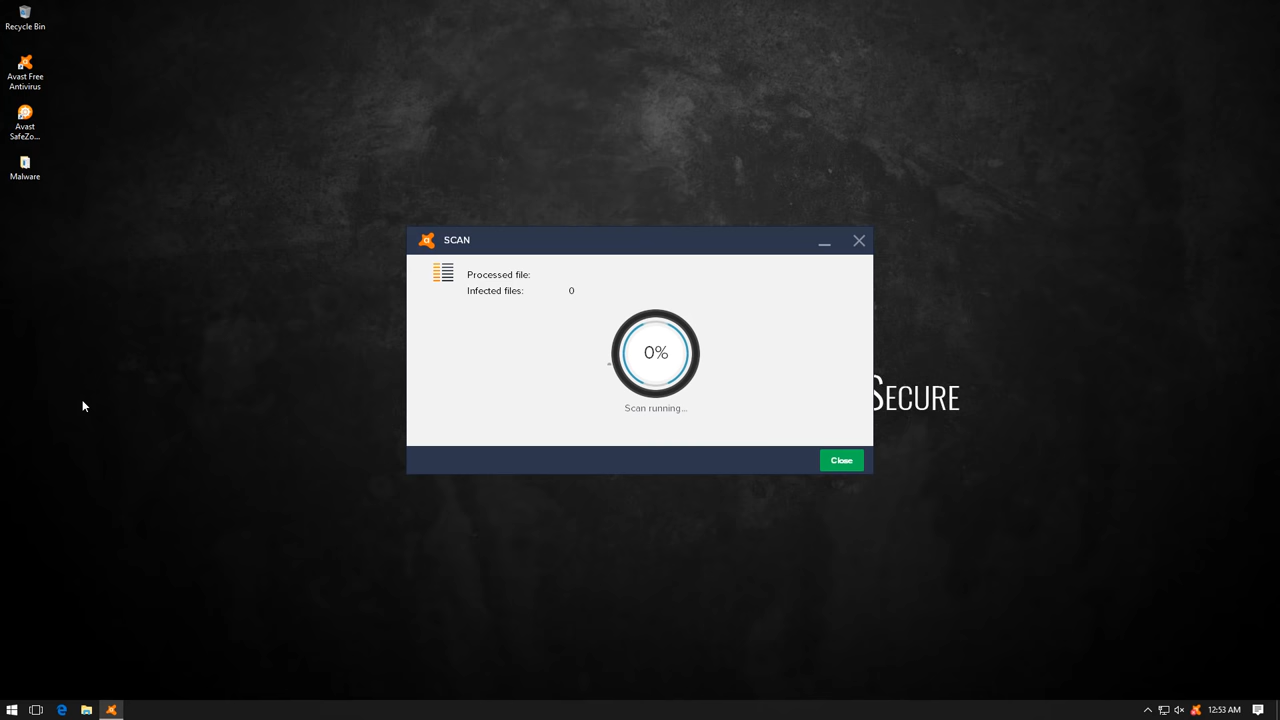 Recycle Bin
Avast Free
Antivirus
Avast
SafeZo...
Malware
SCAN
Processed file:
Infected files: 0
0%
Scan running...
SECURE
Close
12:53 AM